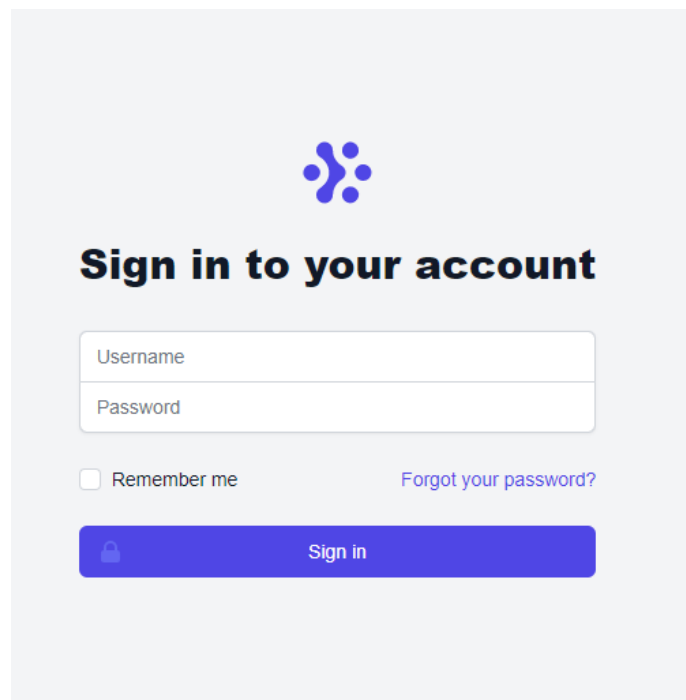 Sign in to your account
Username
Password
Remember me
Forgot your password?
Sign in